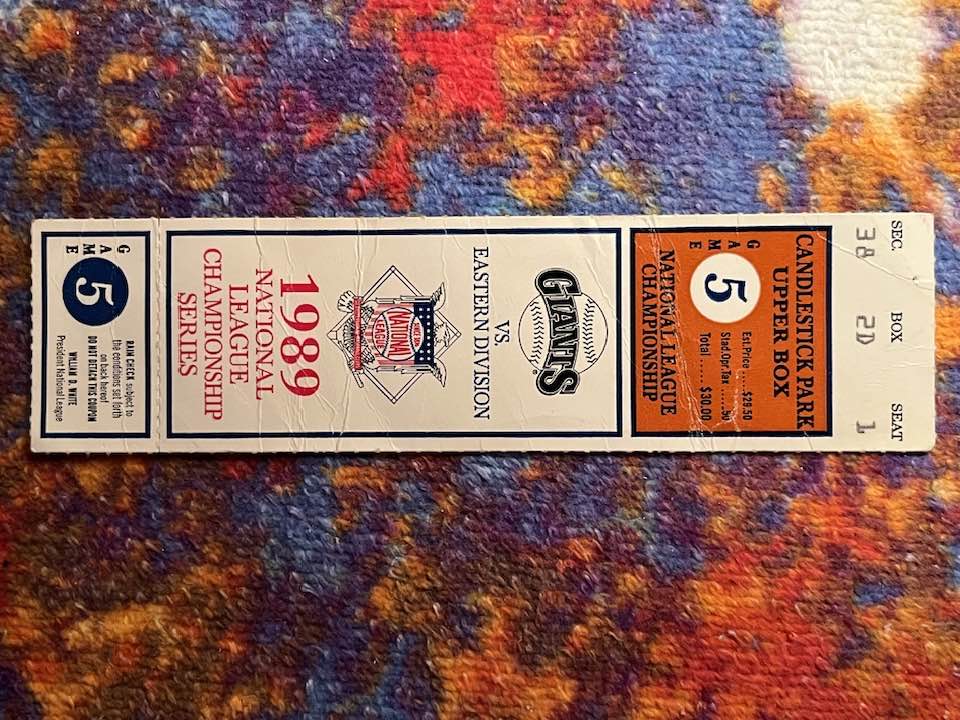 SEC. BOX SEAT
38 2D 1
CANDLESTICK PARK
UPPER BOX
GAME
5
Est.Price .....$29.50
Stad.Opr.Tax .....50
Total ..... $30.00
NATIONAL LEAGUE
CHAMPIONSHIP
GIANTS
VS.
EASTERN DIVISION
NATIONAL
LEAGUE
1989
NATIONAL
LEAGUE
CHAMPIONSHIP
SERIES
GAME
5
RAIN CHECK subject to
the conditions set forth
on back hereof
DO NOT DETACH THIS COUPON
WILLIAM D. WHITE
President National League